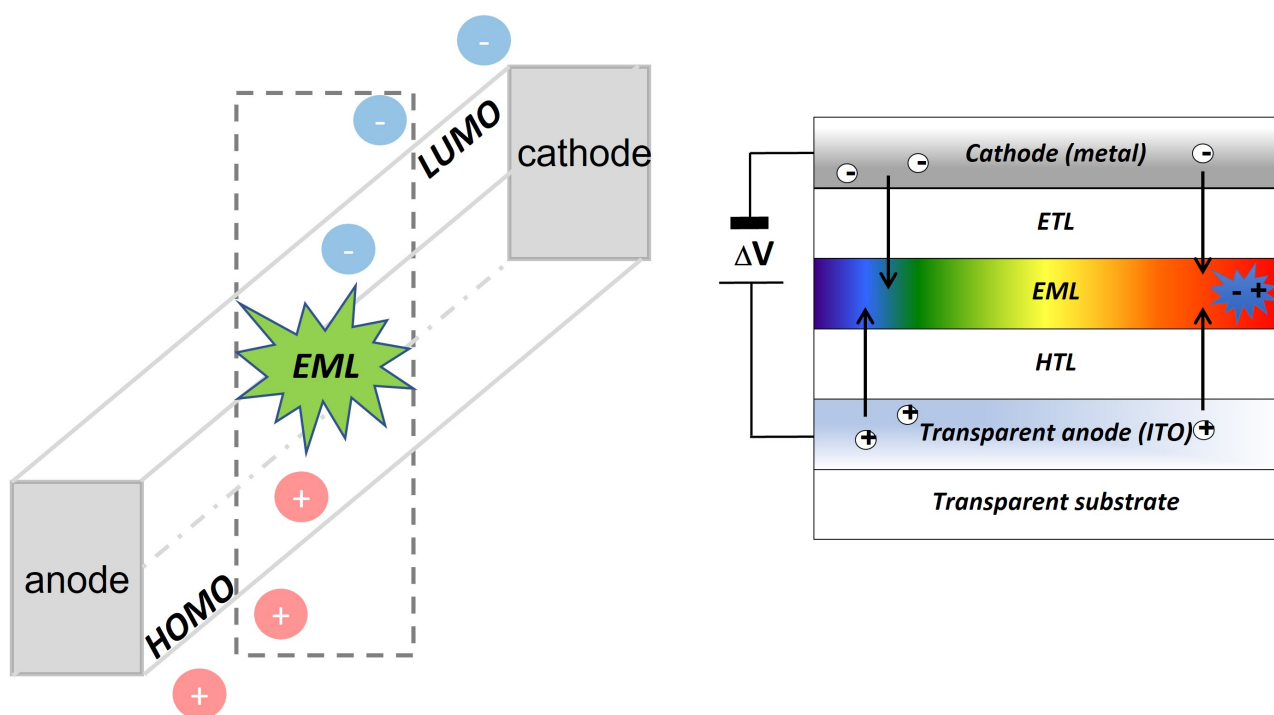 -
-
LUMO
cathode
-
EML
+
anode
HOMO
+
+
Cathode (metal)
-
-
-
ETL
ΔV
EML
- +
HTL
Transparent anode (ITO)
+
+
+
Transparent substrate